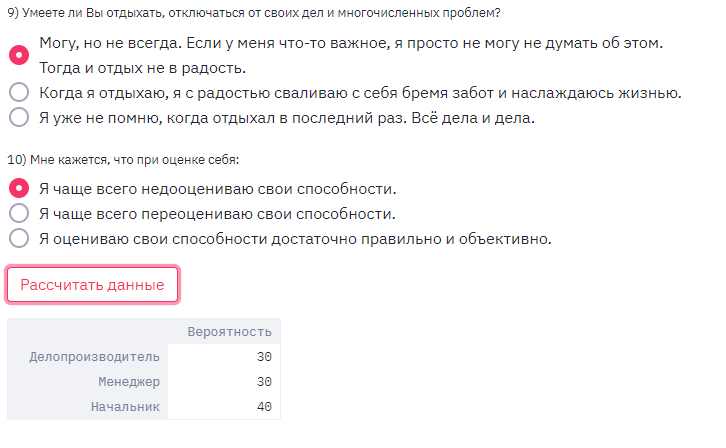 9) Умеете ли Вы отдыхать, отключаться от своих дел и многочисленных проблем?
Могу, но не всегда. Если у меня что-то важное, я просто не могу не думать об этом.
Тогда и отдых не в радость.
Когда я отдыхаю, я с радостью сваливаю с себя бремя забот и наслаждаюсь жизнью.
Я уже не помню, когда отдыхал в последний раз. Всё дела и дела.
10) Мне кажется, что при оценке себя:
Я чаще всего недооцениваю свои способности.
Я чаще всего переоцениваю свои способности.
Я оцениваю свои способности достаточно правильно и объективно.
Рассчитать данные
Вероятность
Делопроизводитель 30
Менеджер 30
Начальник 40